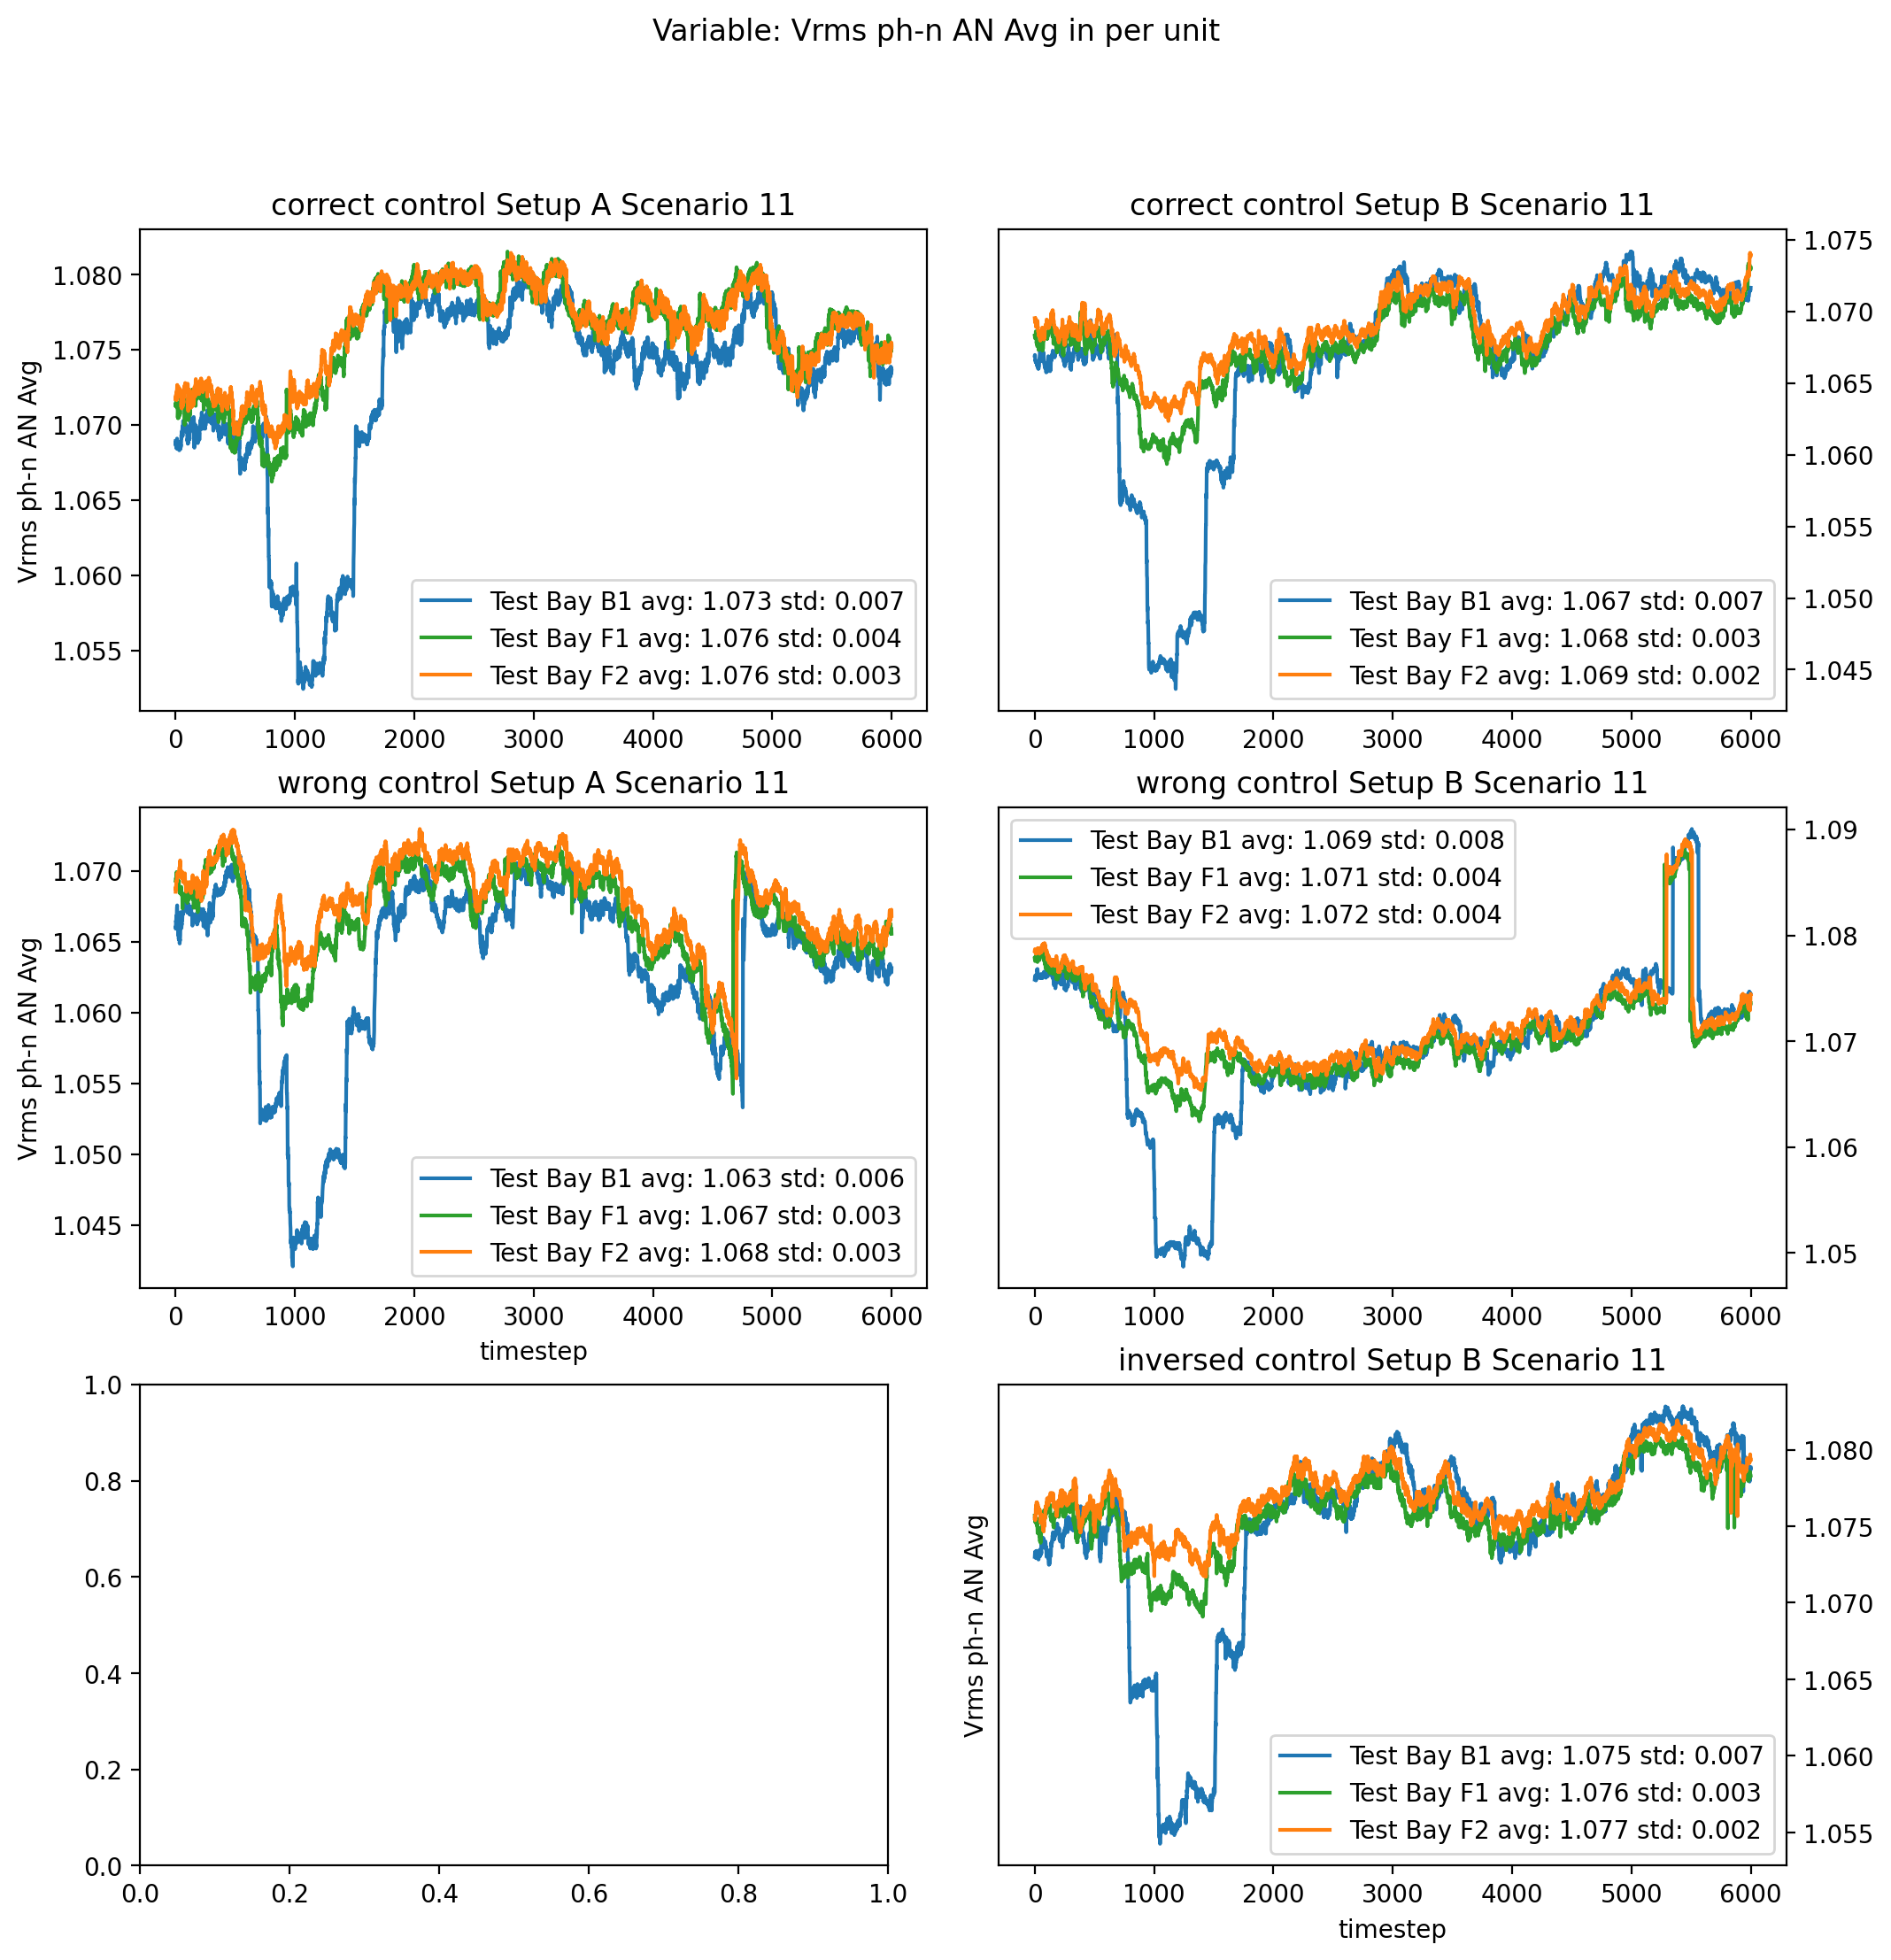 Variable: Vrms ph-n AN Avg in per unit
correct control Setup A Scenario 11
Vrms ph-n AN Avg
1.080
1.075
1.070
1.065
1.060
1.055
Test Bay B1 avg: 1.073 std: 0.007
Test Bay F1 avg: 1.076 std: 0.004
Test Bay F2 avg: 1.076 std: 0.003
0 1000 2000 3000 4000 5000 6000
correct control Setup B Scenario 11
1.075
1.070
1.065
1.060
1.055
1.050
1.045
Test Bay B1 avg: 1.067 std: 0.007
Test Bay F1 avg: 1.068 std: 0.003
Test Bay F2 avg: 1.069 std: 0.002
0 1000 2000 3000 4000 5000 6000
wrong control Setup A Scenario 11
Vrms ph-n AN Avg
1.070
1.065
1.060
1.055
1.050
1.045
Test Bay B1 avg: 1.063 std: 0.006
Test Bay F1 avg: 1.067 std: 0.003
Test Bay F2 avg: 1.068 std: 0.003
0 1000 2000 3000 4000 5000 6000
timestep
wrong control Setup B Scenario 11
Test Bay B1 avg: 1.069 std: 0.008
Test Bay F1 avg: 1.071 std: 0.004
Test Bay F2 avg: 1.072 std: 0.004
1.09
1.08
1.07
1.06
1.05
0 1000 2000 3000 4000 5000 6000
1.0
0.8
0.6
0.4
0.2
0.0
0.0 0.2 0.4 0.6 0.8 1.0
inversed control Setup B Scenario 11
Vrms ph-n AN Avg
1.080
1.075
1.070
1.065
1.060
1.055
Test Bay B1 avg: 1.075 std: 0.007
Test Bay F1 avg: 1.076 std: 0.003
Test Bay F2 avg: 1.077 std: 0.002
0 1000 2000 3000 4000 5000 6000
timestep